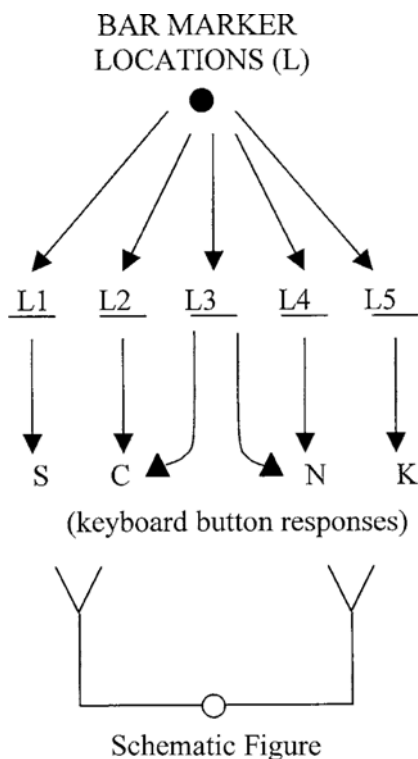 BAR MARKER
LOCATIONS (L)
L1 L2 L3 L4 L5
S C N K
(keyboard button responses)
Schematic Figure